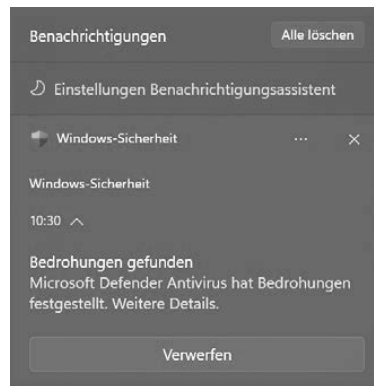 Benachrichtigungen
Alle löschen
Einstellungen Benachrichtigungsassistent
Windows-Sicherheit
Windows-Sicherheit
10:30
Bedrohungen gefunden
Microsoft Defender Antivirus hat Bedrohungen
festgestellt. Weitere Details.
Verwerfen